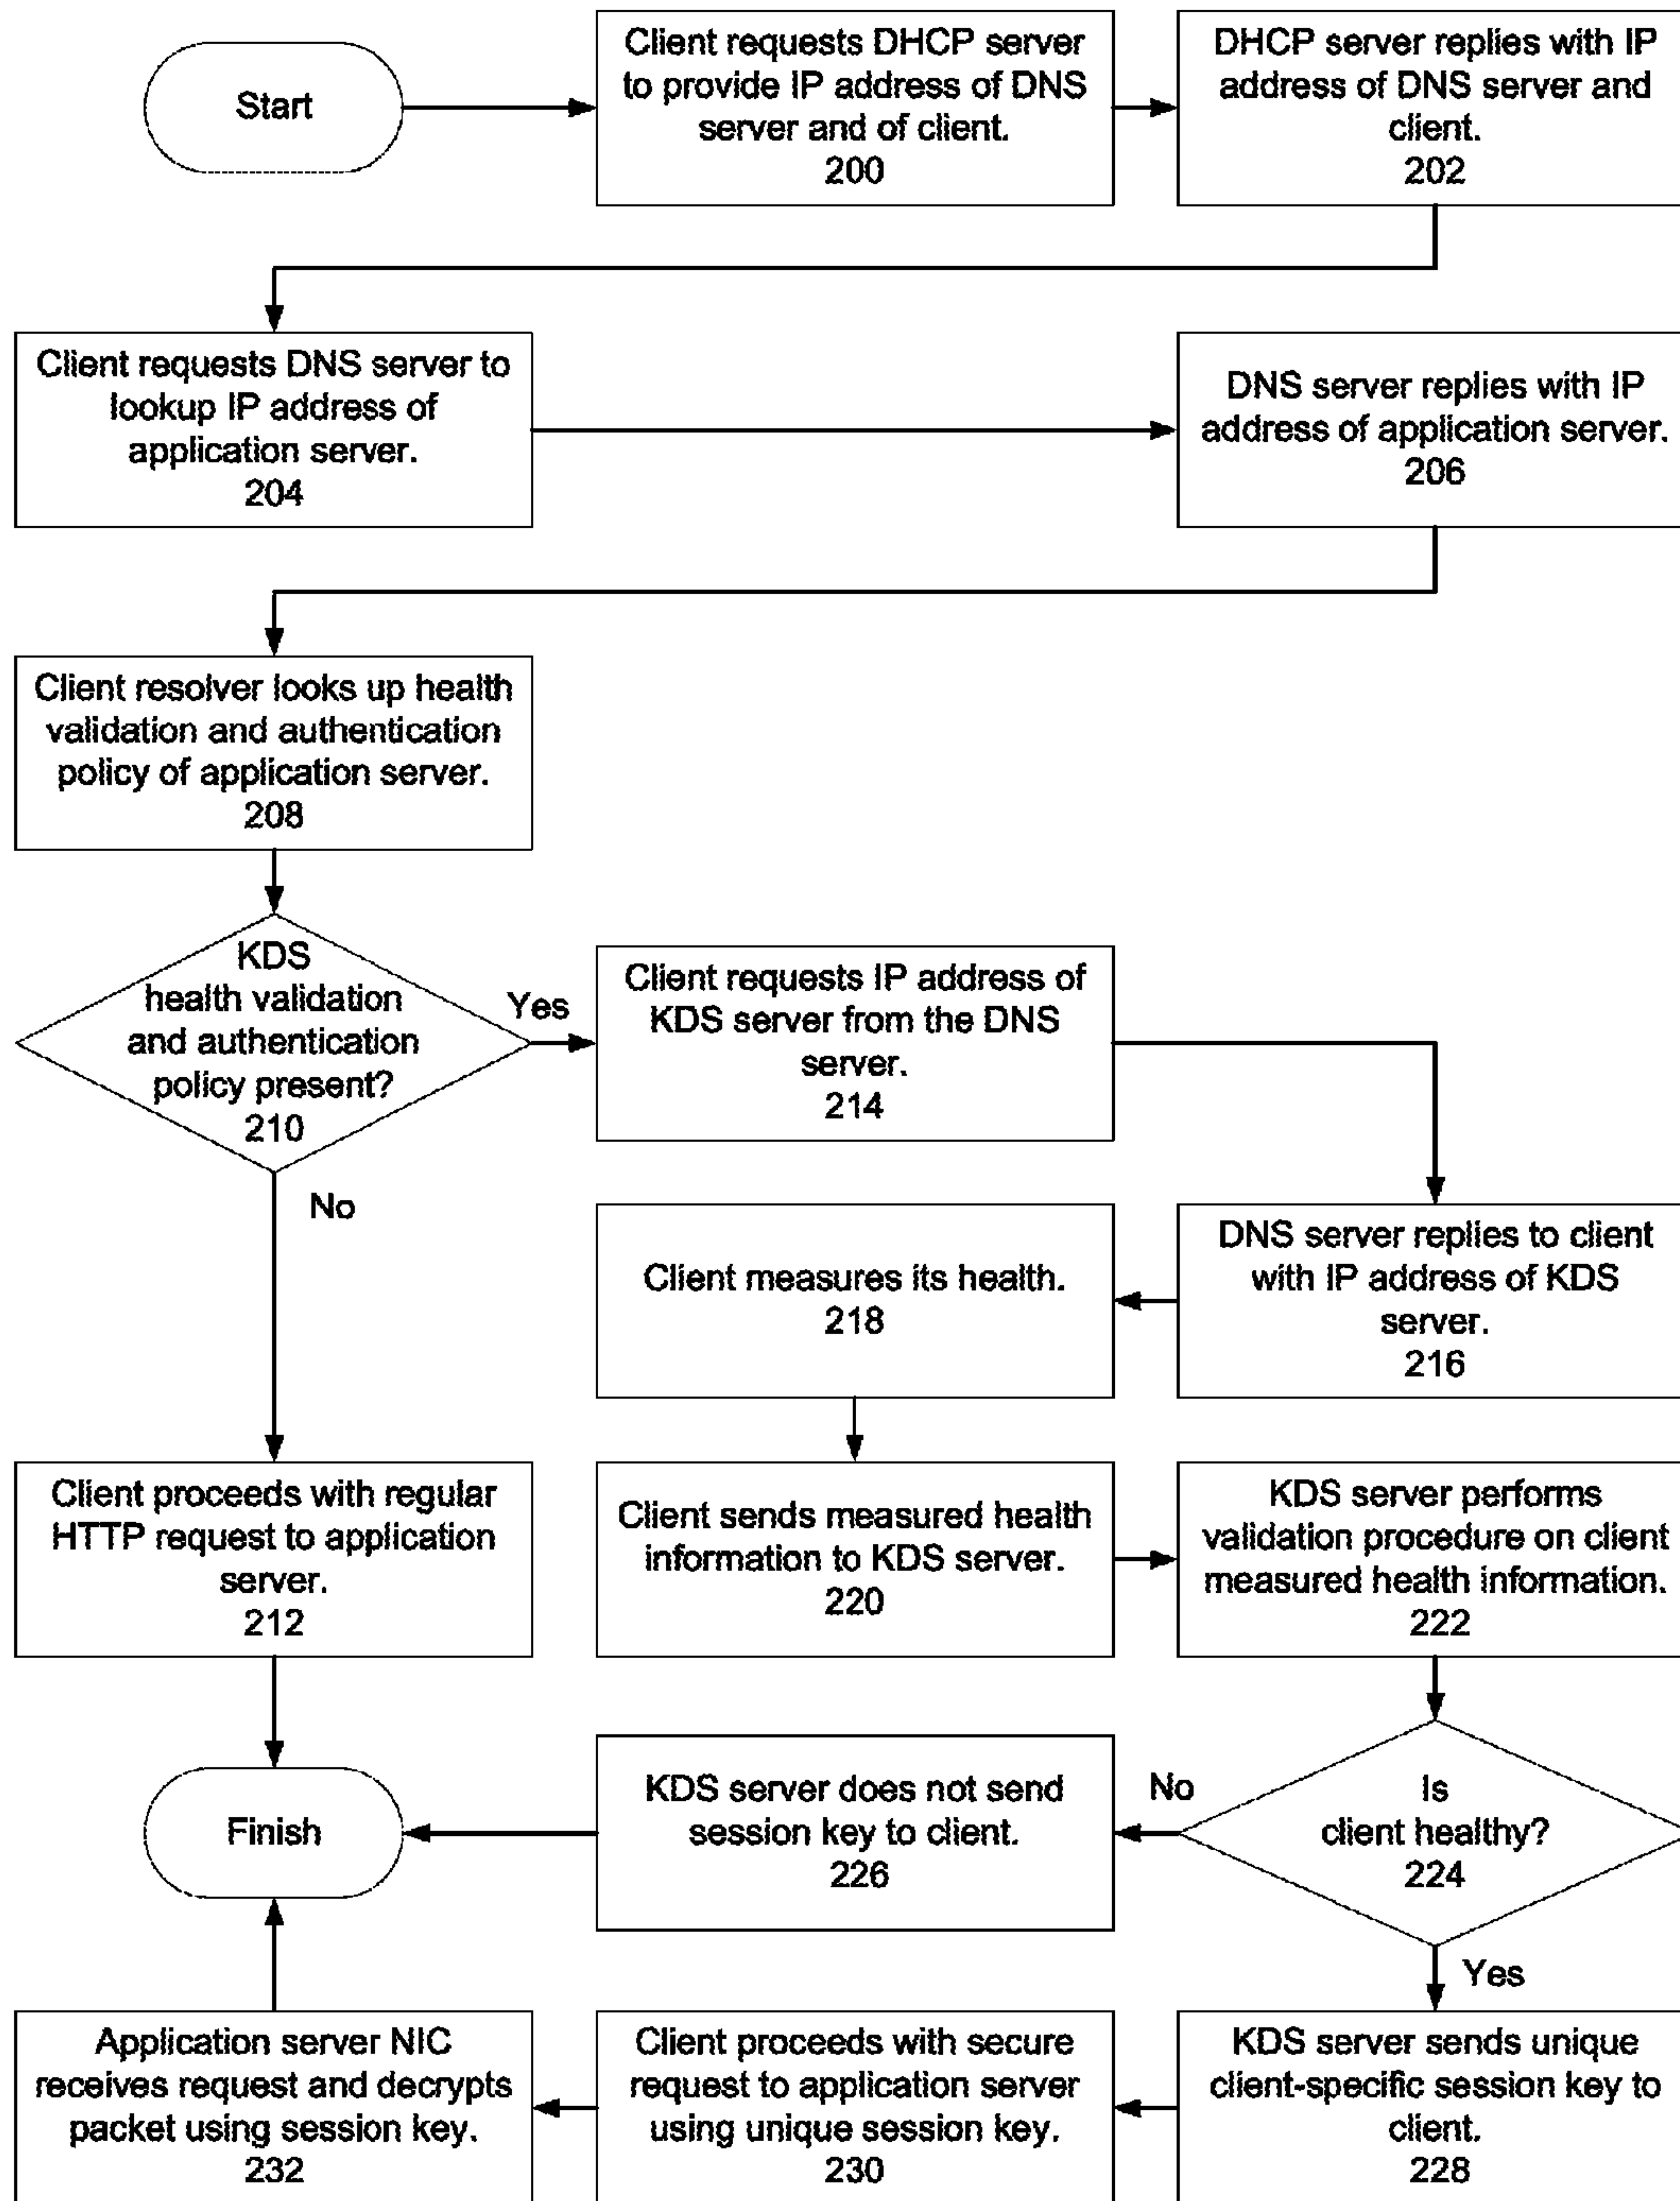 Start
Client requests DHCP server
to provide IP address of DNS
server and of client.
200
DHCP server replies with IP
address of DNS server and
client.
202
Client requests DNS server to
lookup IP address of
application server.
204
DNS server replies with IP
address of application server.
206
Client resolver looks up health
validation and authentication
policy of application server.
208
KDS
health validation
and authentication
policy present?
210
Yes
No
Client requests IP address of
KDS server from the DNS
server.
214
DNS server replies to client
with IP address of KDS
server.
216
Client measures its health.
218
Client proceeds with regular
HTTP request to application
server.
212
Client sends measured health
information to KDS server.
220
KDS server performs
validation procedure on client
measured health information.
222
Finish
KDS server does not send
session key to client.
226
No
Is
client healthy?
224
Yes
Application server NIC
receives request and decrypts
packet using session key.
232
Client proceeds with secure
request to application server
using unique session key.
230
KDS server sends unique
client-specific session key to
client.
228